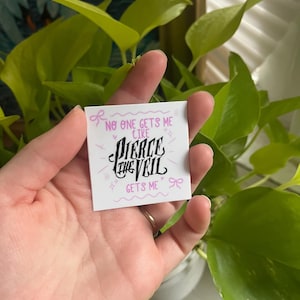 NO ONE GETS ME
LIKE
PIERCE
THE VEIL
GETS ME